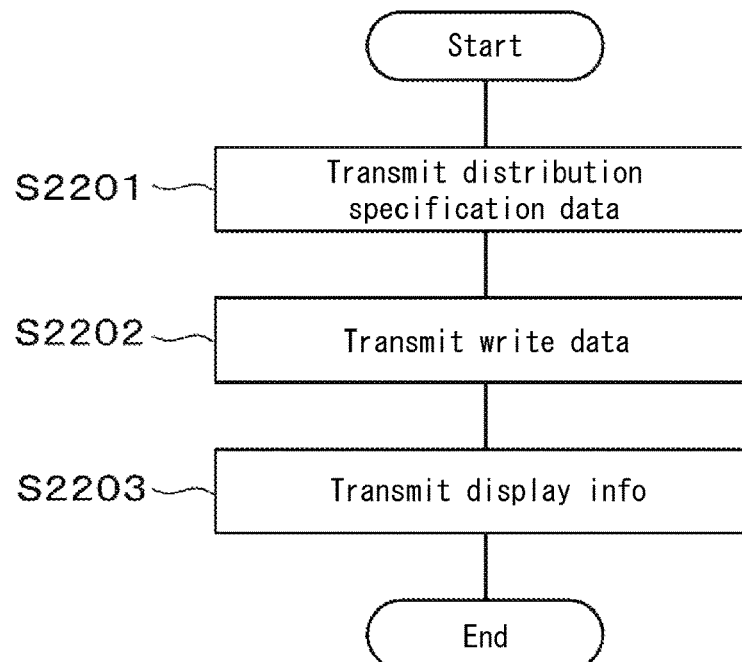 Start
S2201
Transmit distribution
specification data
S2202
Transmit write data
S2203
Transmit display info
End